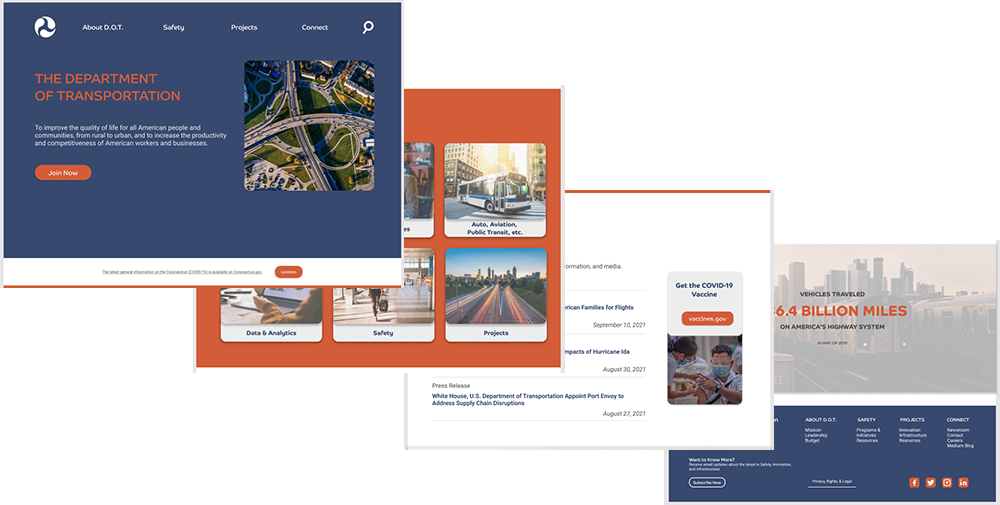 About D.O.T.
Safety
Projects
Connect
THE DEPARTMENT
OF TRANSPORTATION
To improve the quality of life for all American people and
communities, from rural to urban, and to increase the productivity
and competitiveness of American workers and businesses.
Join Now
The latest general information on the Coronavirus (COVID-19) is available on Coronavirus.gov.
Updates
es
Auto, Aviation,
Public Transit, etc.
Data & Analytics
Safety
Projects
formation, and media.
rican Families for Flights
September 10, 2021
mpacts of Hurricane Ida
August 30, 2021
Press Release
White House, U.S. Department of Transportation Appoint Port Envoy to
Address Supply Chain Disruptions
August 27, 2021
Get the COVID-19
Vaccine
vaccines.gov
VEHICLES TRAVELED
6.4 BILLION MILES
ON AMERICA'S HIGHWAY SYSTEM
IN MAY OF 2019
on
ABOUT D.O.T.
Mission
Leadership
Budget
SAFETY
Programs &
Initiatives
Resources
PROJECTS
Innovation
Infrastructure
Resources
CONNECT
Newsroom
Contact
Careers
Medium Blog
Want to Know More?
Receive email updates about the latest in Safety, Innovation,
and Infrastructure
Subscribe Now
Privacy, Rights, & Legal